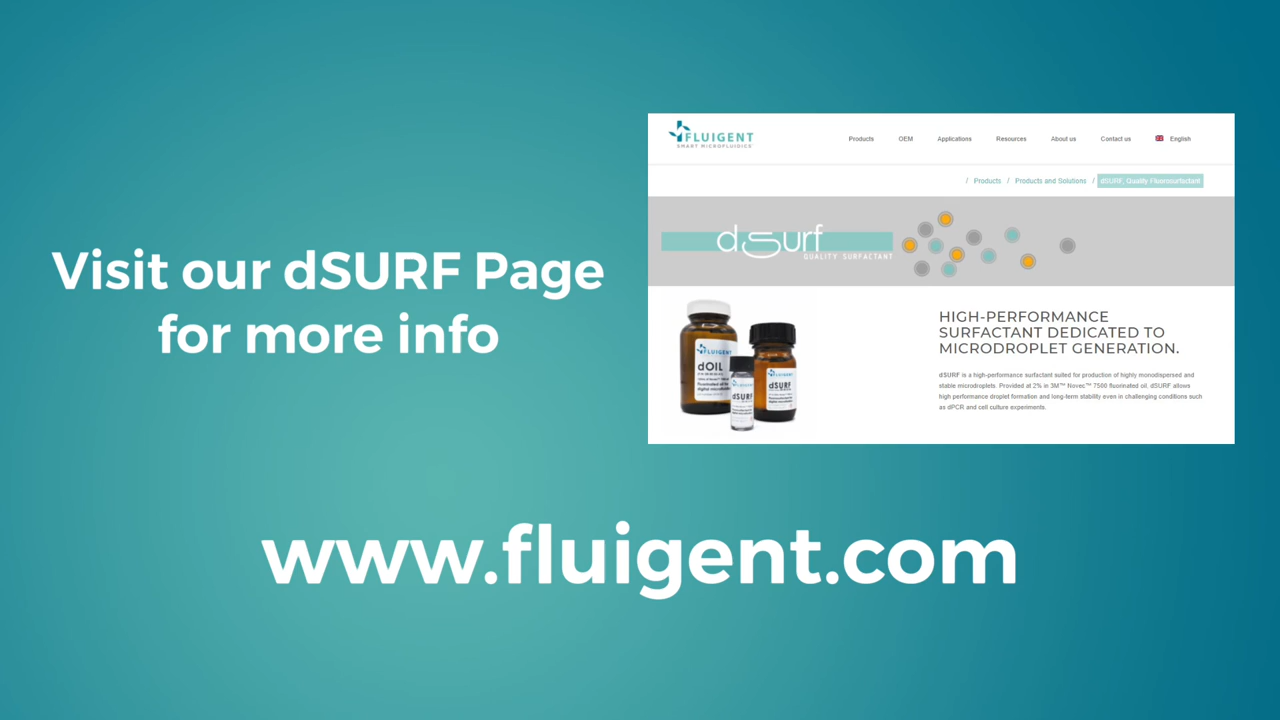 Visit our dSURF Page
for more info
FLUIGENT
SMART MICROFLUIDICS
Products
OEM
Applications
Resources
About us
Contact us
English
/ Products / Products and Solutions / dSURF, Quality Fluorosurfactant
dSurf
QUALITY SURFACTANT
HIGH-PERFORMANCE
SURFACTANT DEDICATED TO
MICRODROPLET GENERATION.
dSURF is a high-performance surfactant suited for production of highly monodispersed and
stable microdroplets. Provided at 2% in 3M™ Novec™ 7500 fluorinated oil. dSURF allows
high performance droplet formation and long-term stability even in challenging conditions such
as dPCR and cell culture experiments.
FLUIGENT
dOIL
FLUIGENT
dSURF
FLUIGENT
dSURF
www.fluigent.com